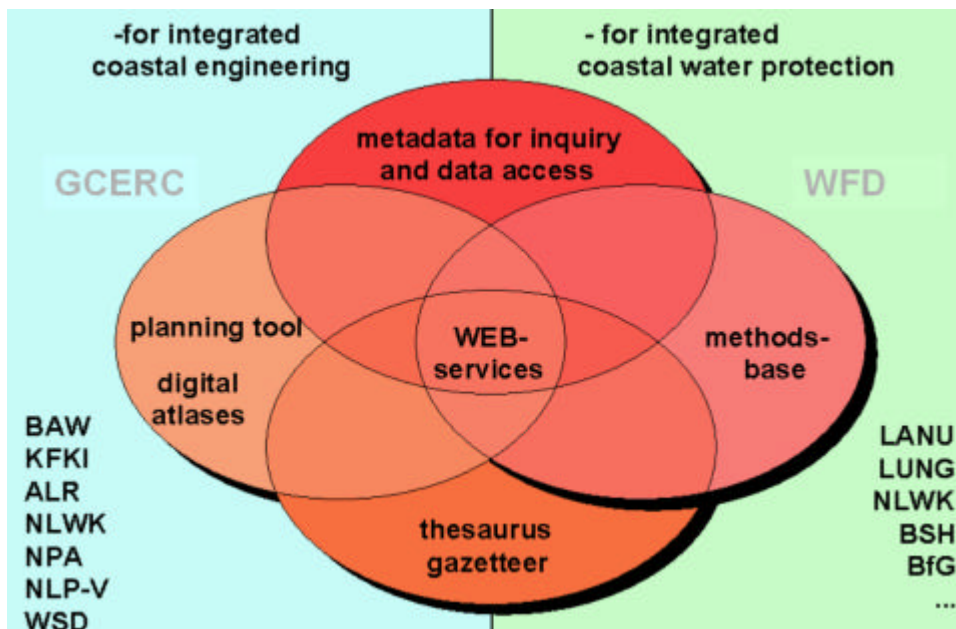 -for integrated
coastal engineering
- for integrated
coastal water protection
metadata for inquiry
and data access
GCERC
WFD
planning tool
digital
atlases
WEB-
services
methods-
base
thesaurus
gazetteer
BAW
KFKI
ALR
NLWK
NPA
NLP-V
WSD
LANU
LUNG
NLWK
BSH
BfG
...